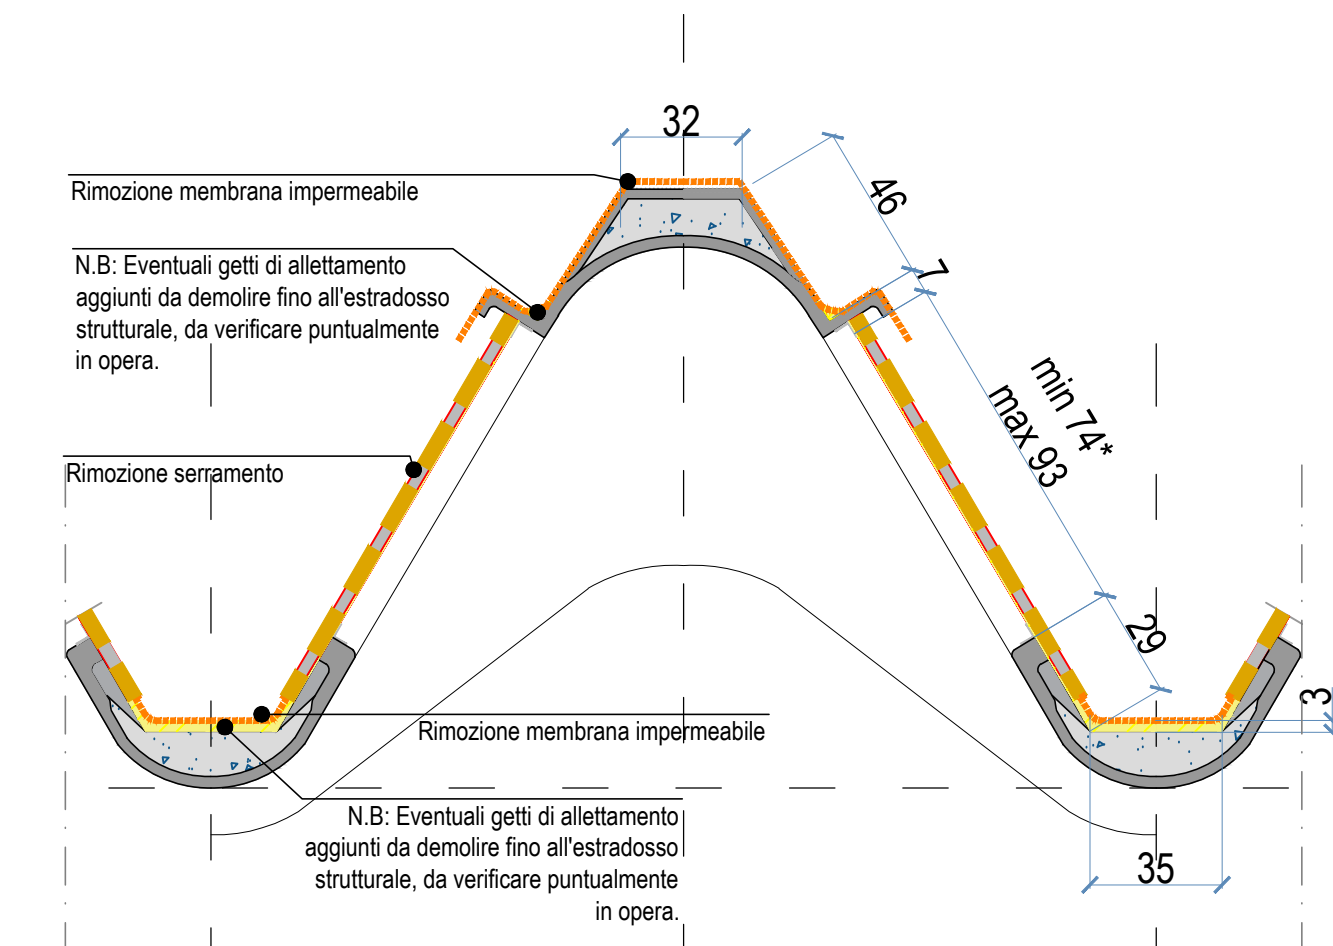 32
46
Rimozione membrana impermeabile
7
N.B: Eventuali getti di allettamento
aggiunti da demolire fino all'estradosso
strutturale, da verificare puntualmente
in opera.
min 74*
max 93
Rimozione serramento
29
3
Rimozione membrana impermeabile
N.B: Eventuali getti di allettamento
aggiunti da demolire fino all'estradosso
strutturale, da verificare puntualmente
in opera.
35